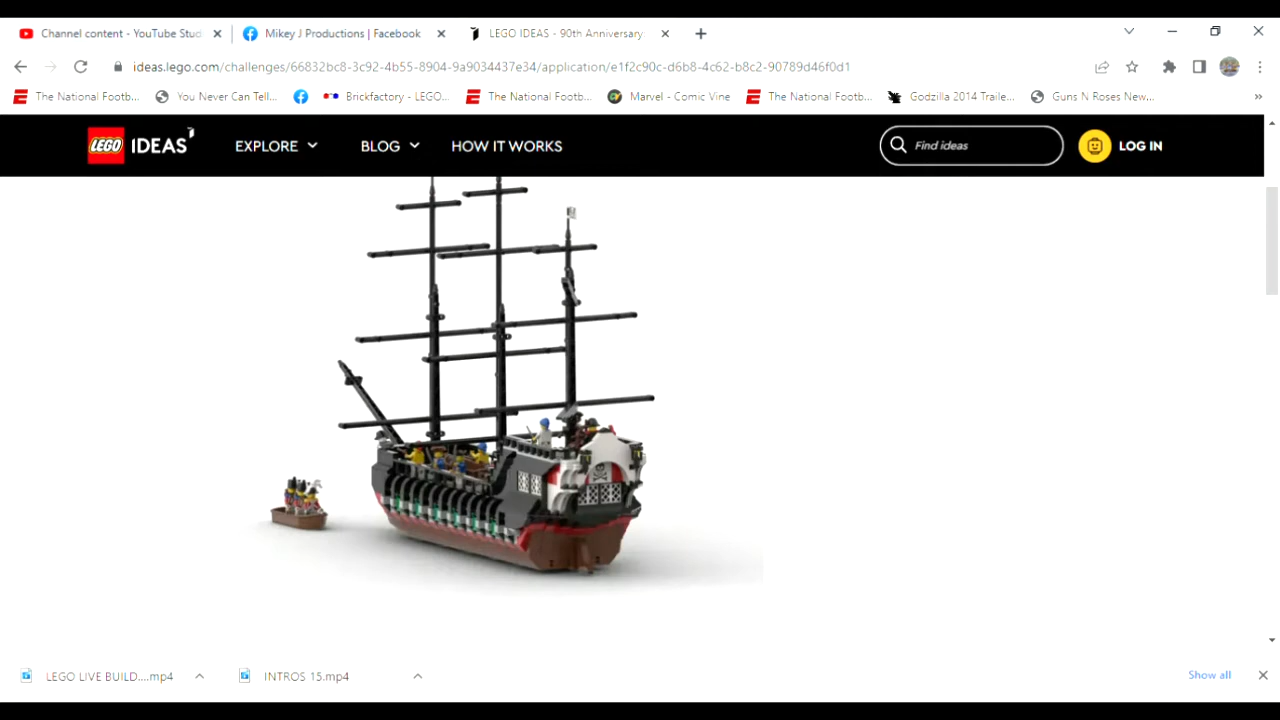 Channel content - YouTube Stud
Mikey J Productions | Facebook
LEGO IDEAS - 90th Anniversary
ideas.lego.com/challenges/66832bc8-3c92-4b55-8904-9a9034437e34/application/e1f2c90c-d6b8-4c62-b8c2-90789d46f0d1
The National Footb...
You Never Can Tell...
Brickfactory - LEGO...
The National Footb...
Marvel - Comic Vine
The National Footb...
Godzilla 2014 Traile...
Guns N Roses New...
»
LEGO IDEAS
EXPLORE
BLOG
HOW IT WORKS
Find ideas
LOG IN
LEGO LIVE BUILD....mp4
INTROS 15.mp4
Show all